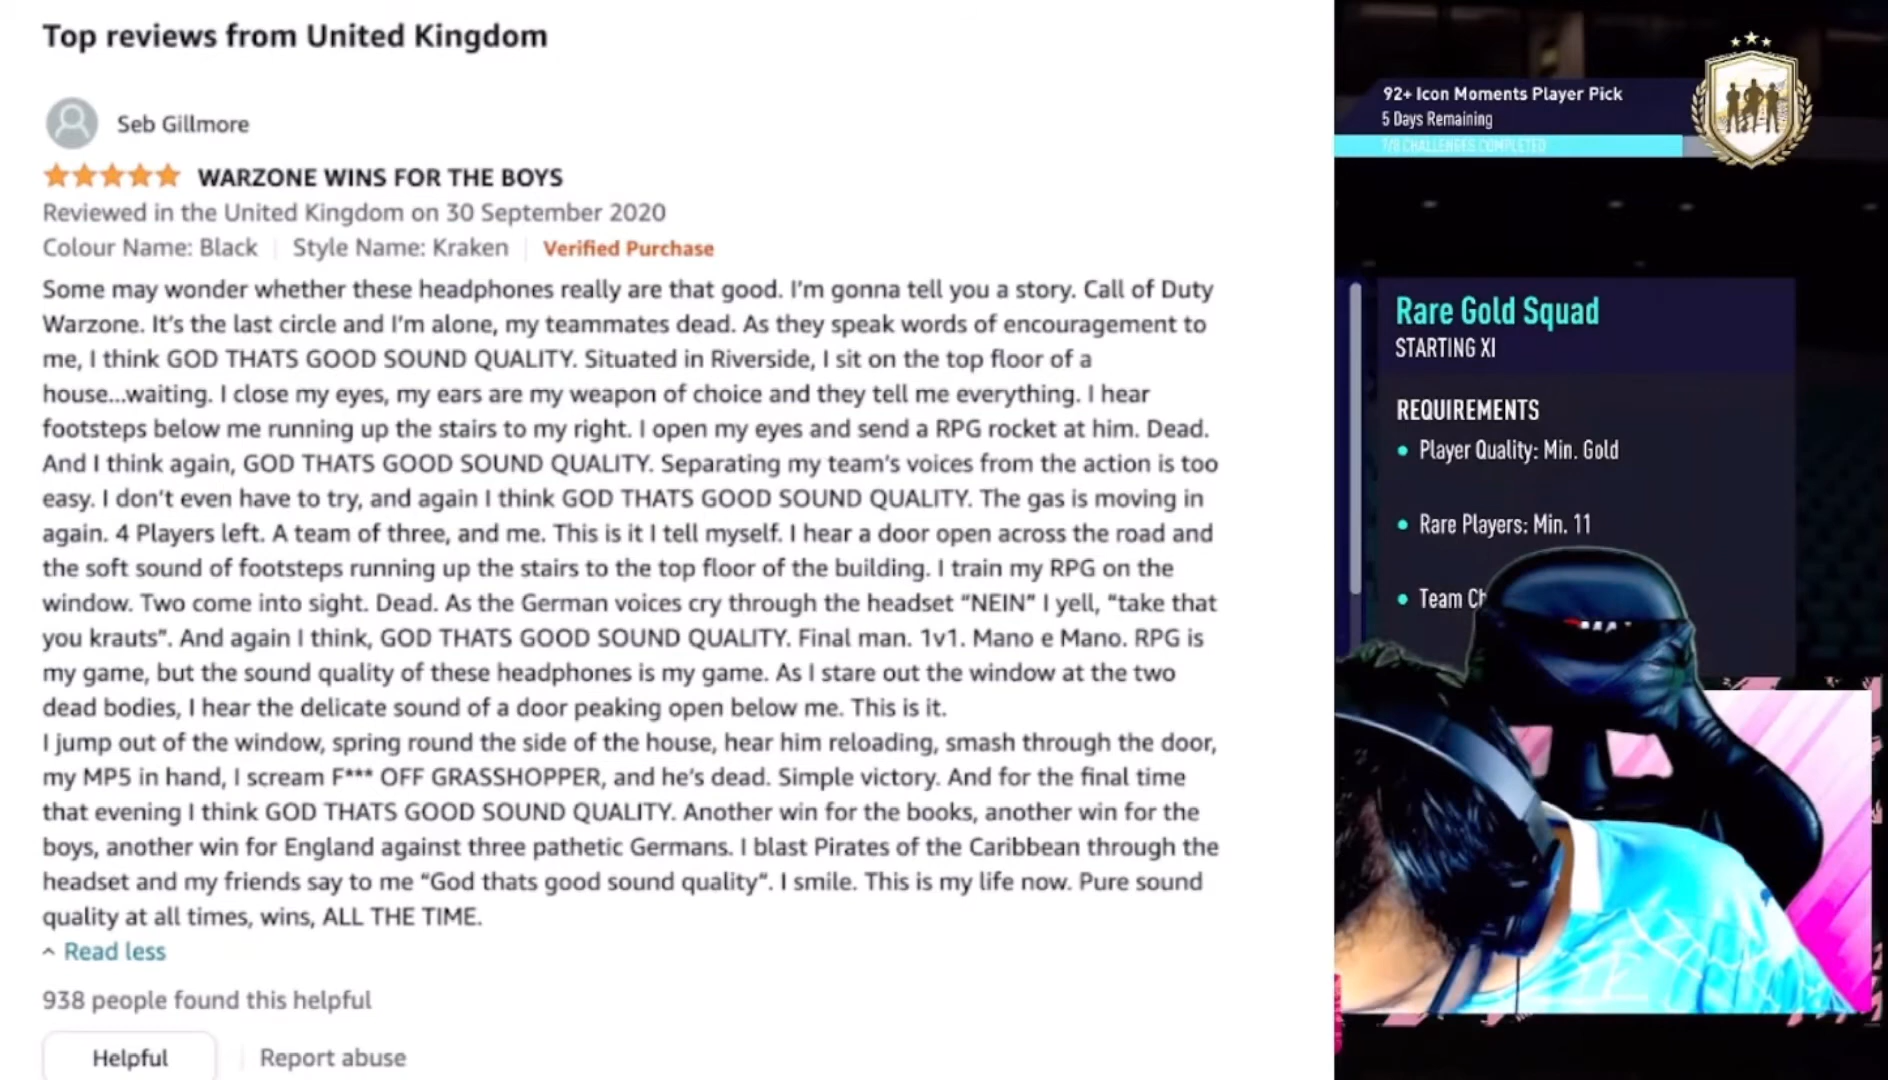 Top reviews from United Kingdom
Seb Gillmore
WARZONE WINS FOR THE BOYS
Reviewed in the United Kingdom on 30 September 2020
Colour Name: Black | Style Name: Kraken | Verified Purchase
Some may wonder whether these headphones really are that good. I'm gonna tell you a story. Call of Duty
Warzone. It's the last circle and I'm alone, my teammates dead. As they speak words of encouragement to
me, I think GOD THATS GOOD SOUND QUALITY. Situated in Riverside, I sit on the top floor of a
house...waiting. I close my eyes, my ears are my weapon of choice and they tell me everything. I hear
footsteps below me running up the stairs to my right. I open my eyes and send a RPG rocket at him. Dead.
And I think again, GOD THATS GOOD SOUND QUALITY. Separating my team's voices from the action is too
easy. I don't even have to try, and again I think GOD THATS GOOD SOUND QUALITY. The gas is moving in
again. 4 Players left. A team of three, and me. This is it I tell myself. I hear a door open across the road and
the soft sound of footsteps running up the stairs to the top floor of the building. I train my RPG on the
window. Two come into sight. Dead. As the German voices cry through the headset "NEIN" I yell, "take that
you krauts". And again I think, GOD THATS GOOD SOUND QUALITY. Final man. 1v1. Mano e Mano. RPG is
my game, but the sound quality of these headphones is my game. As I stare out the window at the two
dead bodies, I hear the delicate sound of a door peaking open below me. This is it.
I jump out of the window, spring round the side of the house, hear him reloading, smash through the door,
my MP5 in hand, I scream F*** OFF GRASSHOPPER, and he's dead. Simple victory. And for the final time
that evening I think GOD THATS GOOD SOUND QUALITY. Another win for the books, another win for the
boys, another win for England against three pathetic Germans. I blast Pirates of the Caribbean through the
headset and my friends say to me "God thats good sound quality". I smile. This is my life now. Pure sound
quality at all times, wins, ALL THE TIME.
Read less
938 people found this helpful
Helpful | Report abuse
92+ Icon Moments Player Pick
5 Days Remaining
7/8 CHALLENGES COMPLETED
Rare Gold Squad
STARTING XI
REQUIREMENTS
Player Quality: Min. Gold
Rare Players: Min. 11
Team